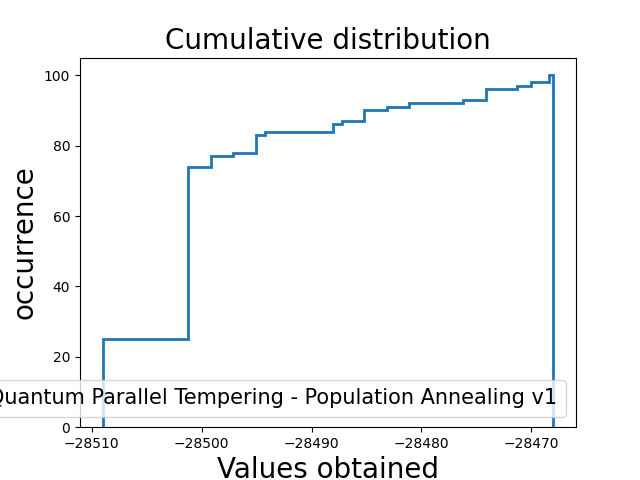 Cumulative distribution
occurrence
100
80
60
40
20
0
Parallel Tempering - Population Annealing v1
−28510 −28500 −28490 −28480 −28470
Values obtained